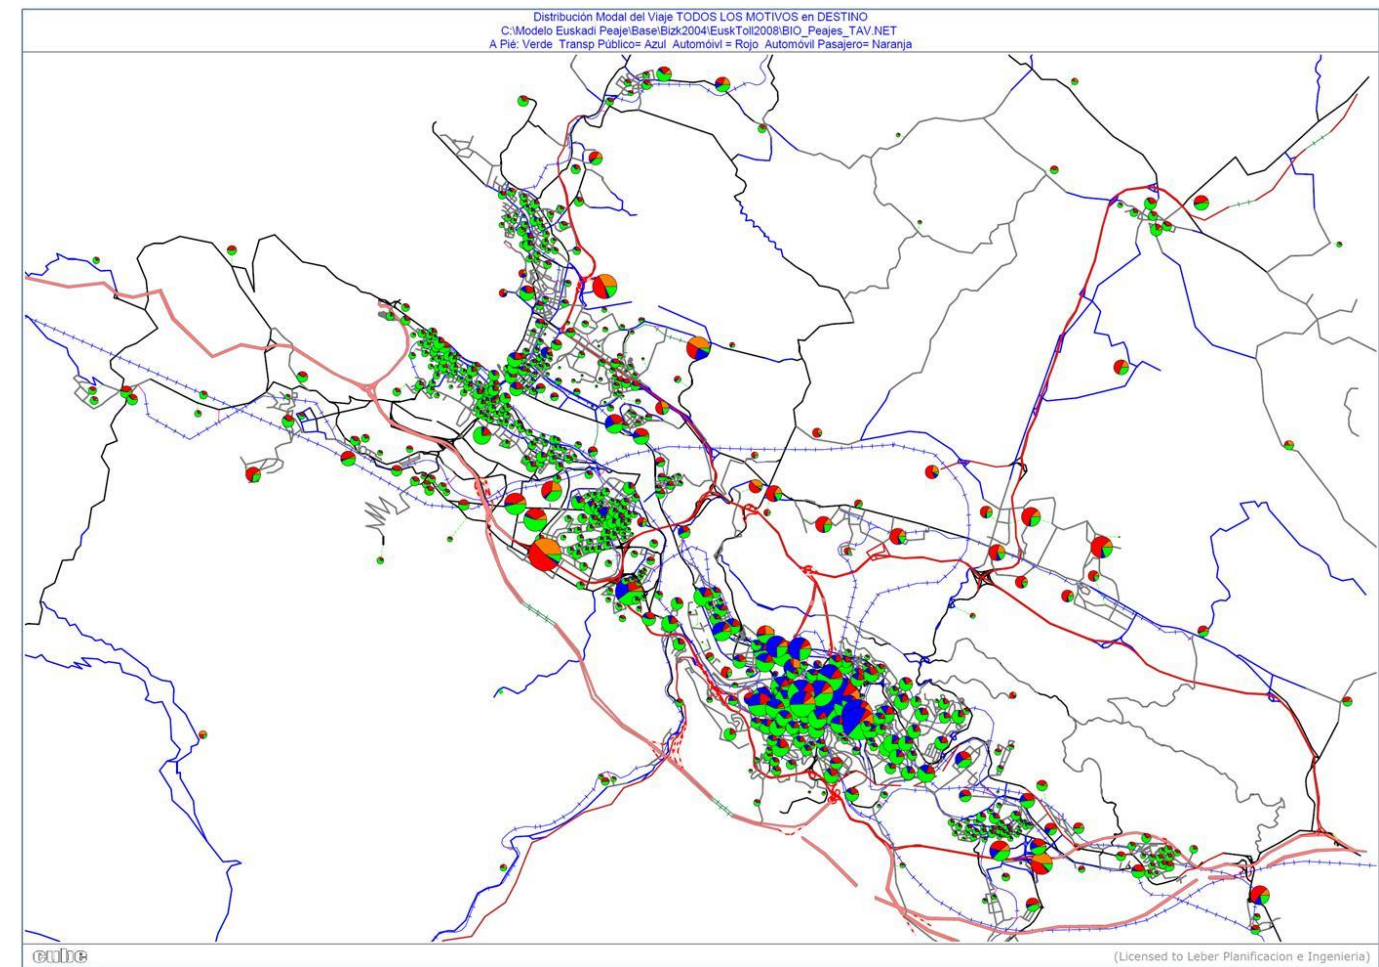 Distribución Modal del Viaje TODOS LOS MOTIVOS en DESTINO
C:\Modelo Euskadi Peaje\Base\Bizk2004\EuskToll2008\BIO_Peajes_TAV.NET
A Pié: Verde Transp Público= Azul Automóivl = Rojo Automóvil Pasajero= Naranja
cube
(Licensed to Leber Planificacion e Ingenieria)